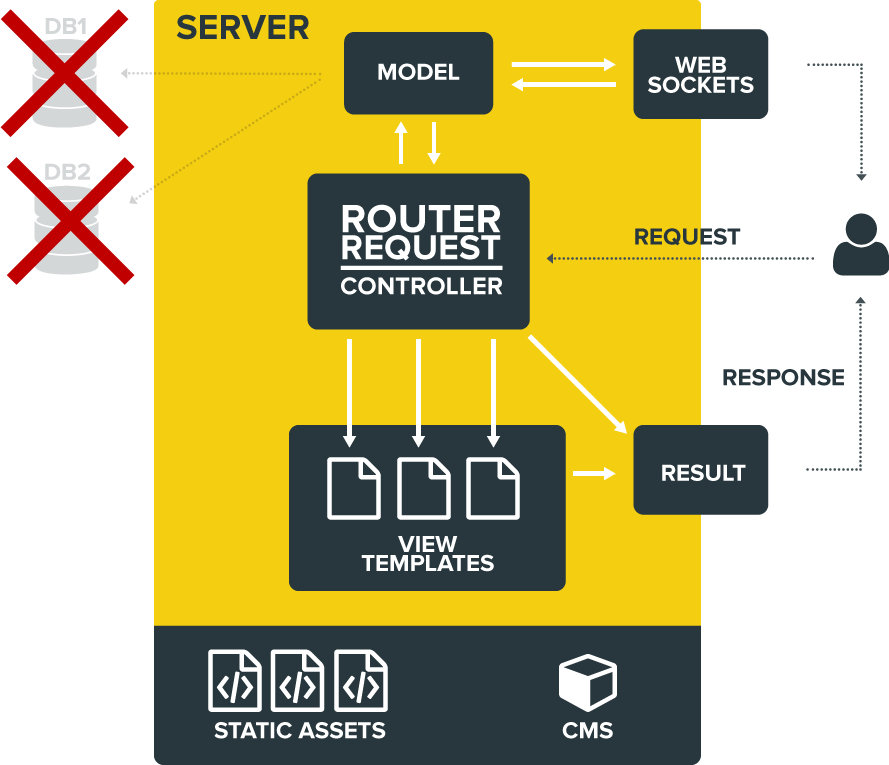 DB1
SERVER
MODEL
WEB
SOCKETS
DB2
ROUTER
REQUEST
CONTROLLER
REQUEST
RESPONSE
RESULT
VIEW
TEMPLATES
</>
</>
</>
STATIC ASSETS
CMS